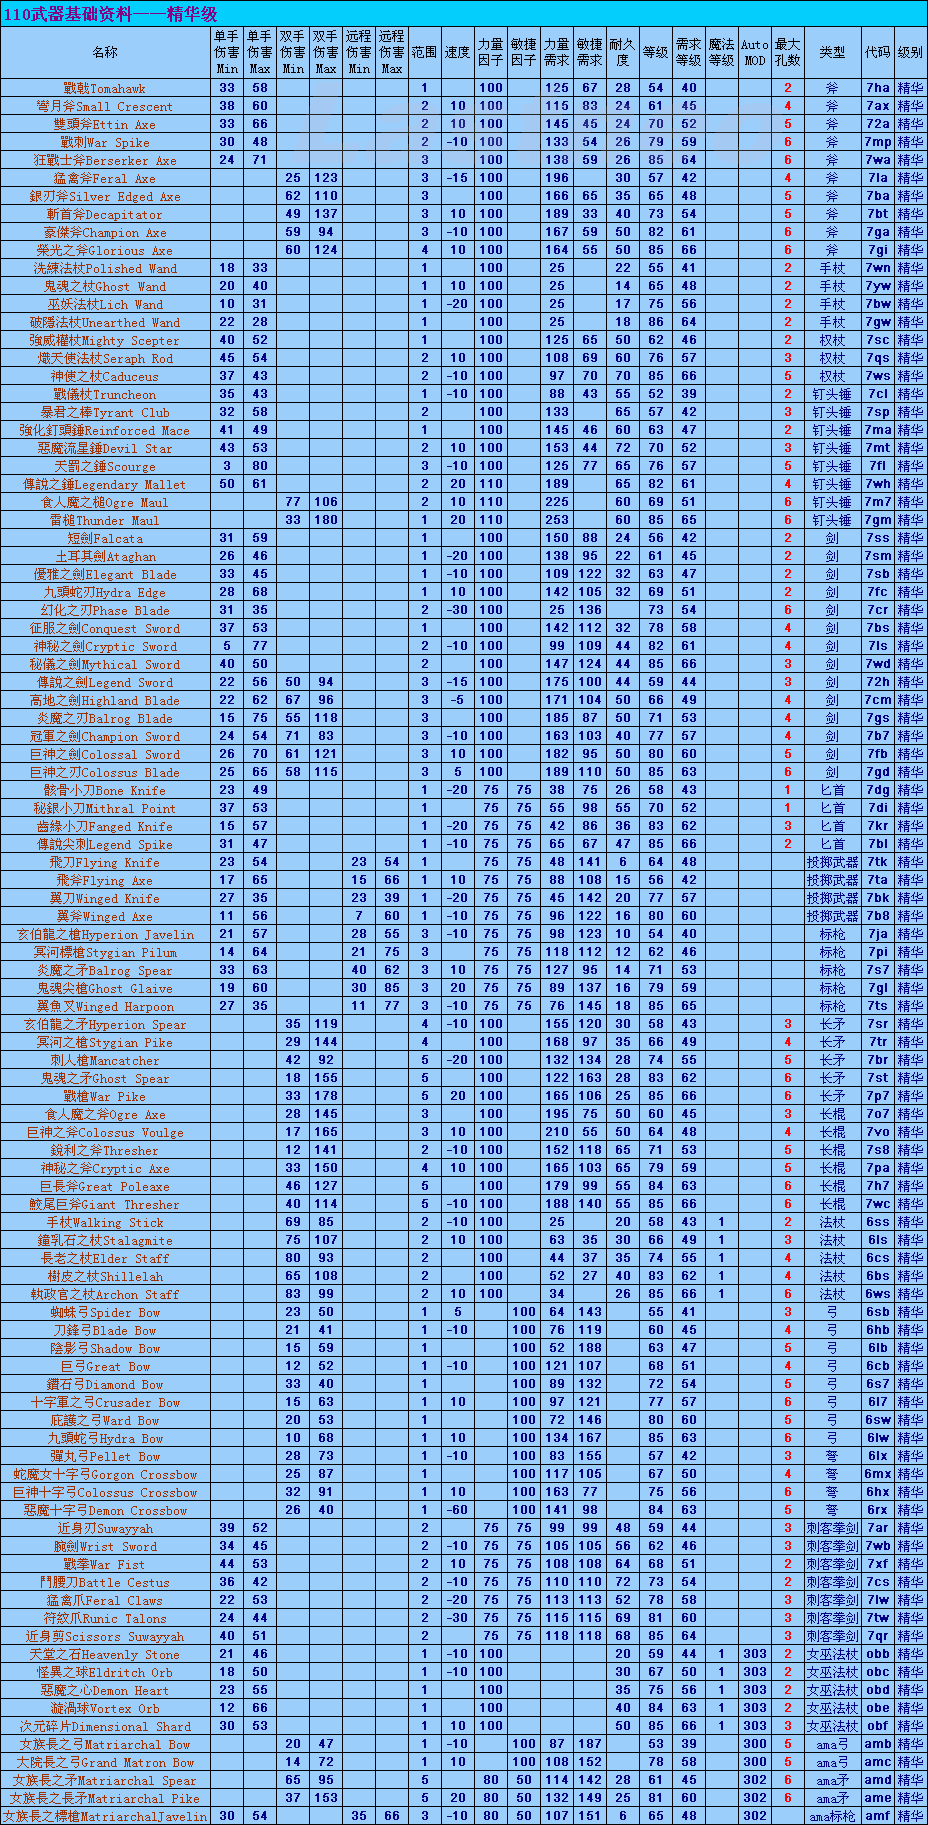 110武器基础资料——精华级
名称 单手伤害Min 单手伤害Max 双手伤害Min 双手伤害Max 远程伤害Min 远程伤害Max 范围 速度 力量因子 敏捷因子 力量需求 敏捷需求 耐久度 等级 需求等级 魔法等级 Auto MOD 最大孔数 类型 代码 级别
戰戟Tomahawk 33 58 1 100 125 67 28 54 40 2 斧 7ha 精华
彎月斧Small Crescent 38 60 2 10 100 115 83 24 61 45 4 斧 7ax 精华
雙頭斧Ettin Axe 33 66 2 10 100 145 45 24 70 52 5 斧 72a 精华
戰刺War Spike 30 48 2 -10 100 133 54 26 79 59 6 斧 7mp 精华
狂戰士斧Berserker Axe 24 71 3 100 138 59 26 85 64 6 斧 7wa 精华
猛禽斧Feral Axe 25 123 3 -15 100 196 30 57 42 4 斧 7la 精华
銀刃斧Silver Edged Axe 62 110 3 100 166 65 35 65 48 5 斧 7ba 精华
斬首斧Decapitator 49 137 3 10 100 189 33 40 73 54 5 斧 7bt 精华
豪傑斧Champion Axe 59 94 3 -10 100 167 59 50 82 61 6 斧 7ga 精华
榮光之斧Glorious Axe 60 124 4 10 100 164 55 50 85 66 6 斧 7gi 精华
洗練法杖Polished Wand 18 33 1 100 25 22 55 41 2 手杖 7wn 精华
鬼魂之杖Ghost Wand 20 40 1 10 100 25 14 65 48 2 手杖 7yw 精华
巫妖法杖Lich Wand 10 31 1 -20 100 25 17 75 56 2 手杖 7bw 精华
破隱法杖Unearthed Wand 22 28 1 100 25 18 86 64 2 手杖 7gw 精华
強威權杖Mighty Scepter 40 52 1 100 125 65 50 62 46 2 权杖 7sc 精华
熾天使法杖Seraph Rod 45 54 2 10 100 108 69 60 76 57 3 权杖 7qs 精华
神使之杖Caduceus 37 43 2 -10 100 97 70 70 85 66 5 权杖 7ws 精华
戰儀杖Truncheon 35 43 1 -10 100 88 43 55 52 39 2 钉头锤 7cl 精华
暴君之棒Tyrant Club 32 58 2 100 133 65 57 42 3 钉头锤 7sp 精华
強化釘頭錘Reinforced Mace 41 49 1 100 145 46 60 63 47 2 钉头锤 7ma 精华
惡魔流星錘Devil Star 43 53 2 10 100 153 44 72 70 52 3 钉头锤 7mt 精华
天罰之錘Scourge 3 80 3 -10 100 125 77 65 76 57 5 钉头锤 7fl 精华
傳說之錘Legendary Mallet 50 61 2 20 110 189 65 82 61 4 钉头锤 7wh 精华
食人魔之槌Ogre Maul 77 106 2 10 110 225 60 69 51 6 钉头锤 7m7 精华
雷槌Thunder Maul 33 180 1 20 110 253 60 85 65 6 钉头锤 7gm 精华
短劍Falcata 31 59 1 100 150 88 24 56 42 2 剑 7ss 精华
土耳其劍Ataghan 26 46 1 -20 100 138 95 22 61 45 2 剑 7sm 精华
優雅之劍Elegant Blade 33 45 1 -10 100 109 122 32 63 47 2 剑 7sb 精华
九頭蛇刃Hydra Edge 28 68 1 10 100 142 105 32 69 51 2 剑 7fc 精华
幻化之刃Phase Blade 31 35 2 -30 100 25 136 73 54 6 剑 7cr 精华
征服之劍Conquest Sword 37 53 1 100 142 112 32 78 58 4 剑 7bs 精华
神秘之劍Cryptic Sword 5 77 2 -10 100 99 109 44 82 61 4 剑 7ls 精华
秘儀之劍Mythical Sword 40 50 2 100 147 124 44 85 66 3 剑 7wd 精华
傳說之劍Legend Sword 22 56 50 94 3 -15 100 175 100 44 59 44 3 剑 72h 精华
高地之劍Highland Blade 22 62 67 96 3 -5 100 171 104 50 66 49 4 剑 7cm 精华
炎魔之刃Balrog Blade 15 75 55 118 3 100 185 87 50 71 53 4 剑 7gs 精华
冠軍之劍Champion Sword 24 54 71 83 3 -10 100 163 103 40 77 57 4 剑 7b7 精华
巨神之劍Colossal Sword 26 70 61 121 3 10 100 182 95 50 80 60 5 剑 7fb 精华
巨神之刃Colossus Blade 25 65 58 115 3 5 100 189 110 50 85 63 6 剑 7gd 精华
骸骨小刀Bone Knife 23 49 1 -20 75 75 38 75 26 58 43 1 匕首 7dg 精华
秘銀小刀Mithral Point 37 53 1 75 75 55 98 55 70 52 1 匕首 7di 精华
齒緣小刀Fanged Knife 15 57 1 -20 75 75 42 86 36 83 62 3 匕首 7kr 精华
傳說尖刺Legend Spike 31 47 1 -10 75 75 65 67 47 85 66 2 匕首 7bl 精华
飛刀Flying Knife 23 54 23 54 1 75 75 48 141 6 64 48 投掷武器 7tk 精华
飛斧Flying Axe 17 65 15 66 1 10 75 75 88 108 15 56 42 投掷武器 7ta 精华
翼刀Winged Knife 27 35 23 39 1 -20 75 75 45 142 20 77 57 投掷武器 7bk 精华
翼斧Winged Axe 11 56 7 60 1 -10 75 75 96 122 16 80 60 投掷武器 7b8 精华
亥伯龍之槍Hyperion Javelin 21 57 28 55 3 -10 75 75 98 123 10 54 40 标枪 7ja 精华
冥河標槍Stygian Pilum 14 64 21 75 3 75 75 118 112 12 62 46 标枪 7pi 精华
炎魔之矛Balrog Spear 33 63 40 62 3 10 75 75 127 95 14 71 53 标枪 7s7 精华
鬼魂尖槍Ghost Glaive 19 60 30 85 3 20 75 75 89 137 16 79 59 标枪 7gl 精华
翼魚叉Winged Harpoon 27 35 11 77 3 -10 75 75 76 145 18 85 65 标枪 7ts 精华
亥伯龍之矛Hyperion Spear 35 119 4 -10 100 155 120 30 58 43 3 长矛 7sr 精华
冥河之槍Stygian Pike 29 144 4 100 168 97 35 66 49 4 长矛 7tr 精华
刺人槍Mancatcher 42 92 5 -20 100 132 134 28 74 55 5 长矛 7br 精华
鬼魂之矛Ghost Spear 18 155 5 100 122 163 28 83 62 6 长矛 7st 精华
戰槍War Pike 33 178 5 20 100 165 106 25 85 66 6 长矛 7p7 精华
食人魔之斧Ogre Axe 28 145 3 100 195 75 50 60 45 3 长棍 7o7 精华
巨神之斧Colossus Voulge 17 165 3 10 100 210 55 50 64 48 4 长棍 7vo 精华
銳利之斧Thresher 12 141 2 -10 100 152 118 65 71 53 5 长棍 7s8 精华
神秘之斧Cryptic Axe 33 150 4 10 100 165 103 65 79 59 5 长棍 7pa 精华
巨長斧Great Poleaxe 46 127 5 100 179 99 55 84 63 6 长棍 7h7 精华
鮫尾巨斧Giant Thresher 40 114 5 -10 100 188 140 55 85 66 6 长棍 7wc 精华
手杖Walking Stick 69 85 2 -10 100 25 20 58 43 1 2 法杖 6ss 精华
鐘乳石之杖Stalagmite 75 107 2 10 100 63 35 30 66 49 1 3 法杖 6ls 精华
長老之杖Elder Staff 80 93 2 100 44 37 35 74 55 1 4 法杖 6cs 精华
樹皮之杖Shillelah 65 108 2 100 52 27 40 83 62 1 4 法杖 6bs 精华
執政官之杖Archon Staff 83 99 2 10 100 34 26 85 66 1 6 法杖 6ws 精华
蜘蛛弓Spider Bow 23 50 1 5 100 64 143 55 41 3 弓 6sb 精华
刀鋒弓Blade Bow 21 41 1 -10 100 76 119 60 45 4 弓 6hb 精华
陰影弓Shadow Bow 15 59 1 100 52 188 63 47 5 弓 6lb 精华
巨弓Great Bow 12 52 1 -10 100 121 107 68 51 4 弓 6cb 精华
鑽石弓Diamond Bow 33 40 1 100 89 132 72 54 5 弓 6s7 精华
十字軍之弓Crusader Bow 15 63 1 10 100 97 121 77 57 6 弓 6l7 精华
庇護之弓Ward Bow 20 53 1 100 72 146 80 60 5 弓 6sw 精华
九頭蛇弓Hydra Bow 10 68 1 10 100 134 167 85 63 6 弓 6lw 精华
彈丸弓Pellet Bow 28 73 1 -10 100 83 155 57 42 3 弩 6lx 精华
蛇魔女十字弓Gorgon Crossbow 25 87 1 100 117 105 67 50 4 弩 6mx 精华
巨神十字弓Colossus Crossbow 32 91 1 10 100 163 77 75 56 6 弩 6hx 精华
惡魔十字弓Demon Crossbow 26 40 1 -60 100 141 98 84 63 5 弩 6rx 精华
近身刃Suwayyah 39 52 2 75 75 99 99 48 59 44 3 刺客拳剑 7ar 精华
腕劍Wrist Sword 34 45 2 -10 75 75 105 105 56 62 46 3 刺客拳剑 7wb 精华
戰拳War Fist 44 53 2 10 75 75 108 108 64 68 51 2 刺客拳剑 7xf 精华
鬥腰刀Battle Cestus 36 42 2 -10 75 75 110 110 72 73 54 2 刺客拳剑 7cs 精华
猛禽爪Feral Claws 22 53 2 -20 75 75 113 113 52 78 58 3 刺客拳剑 7lw 精华
符紋爪Runic Talons 24 44 2 -30 75 75 115 115 69 81 60 3 刺客拳剑 7tw 精华
近身剪Scissors Suwayyah 40 51 2 75 75 118 118 68 85 64 3 刺客拳剑 7qr 精华
天堂之石Heavenly Stone 21 46 1 -10 100 20 59 44 1 303 2 女巫法杖 obb 精华
怪異之球Eldritch Orb 18 50 1 -10 100 30 67 50 1 303 2 女巫法杖 obc 精华
惡魔之心Demon Heart 23 55 1 100 35 75 56 1 303 2 女巫法杖 obd 精华
漩渦球Vortex Orb 12 66 1 100 40 84 63 1 303 2 女巫法杖 obe 精华
次元碎片Dimensional Shard 30 53 1 10 100 50 85 66 1 303 3 女巫法杖 obf 精华
女族長之弓Matriarchal Bow 20 47 1 -10 100 87 187 53 39 300 5 ama弓 amb 精华
大院長之弓Grand Matron Bow 14 72 1 10 100 108 152 78 58 300 5 ama弓 amc 精华
女族長之矛Matriarchal Spear 65 95 5 80 50 114 142 28 61 45 302 6 ama矛 amd 精华
女族長之長矛Matriarchal Pike 37 153 5 20 80 50 132 149 25 81 60 302 6 ama矛 ame 精华
女族長之標槍MatriarchalJavelin 30 54 35 66 3 -10 80 50 107 151 6 65 48 302 ama标枪 amf 精华